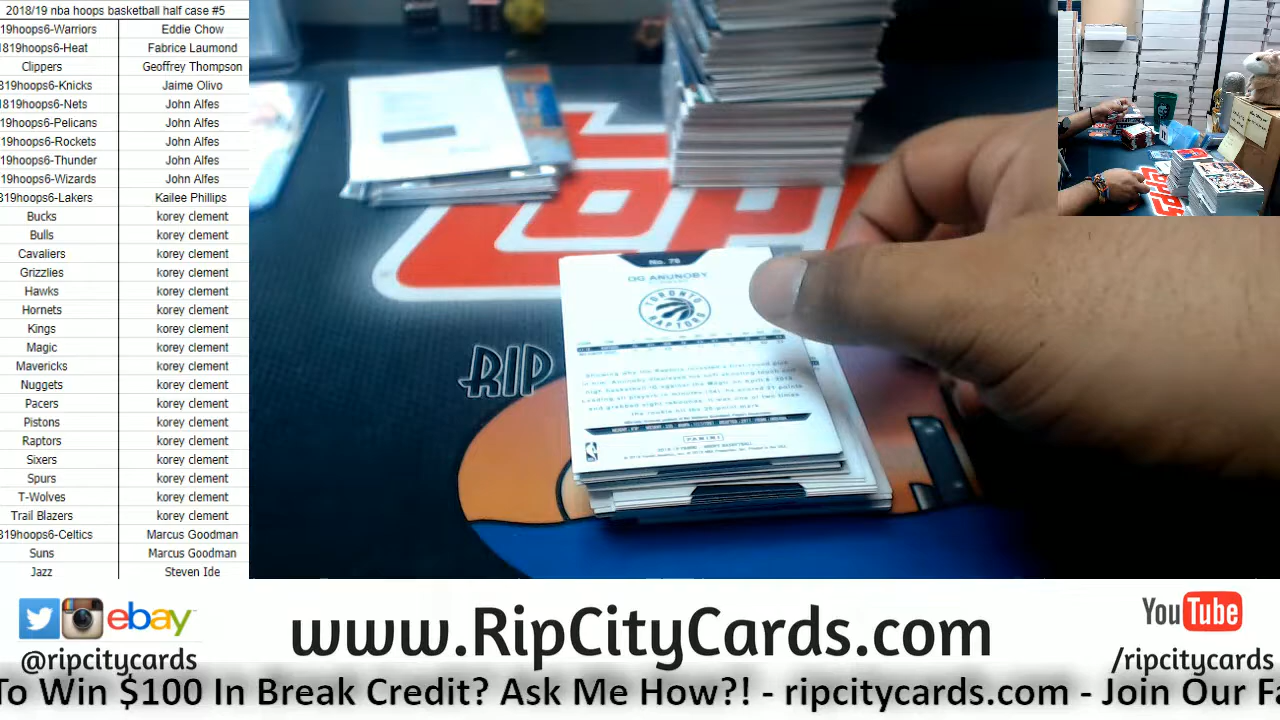 2018/19 nba hoops basketball half case #5
19hoops6-Warriors Eddie Chow
1819hoops6-Heat Fabrice Laumond
Clippers Geoffrey Thompson
819hoops6-Knicks Jaime Olivo
1819hoops6-Nets John Alfes
19hoops6-Pelicans John Alfes
19hoops6-Rockets John Alfes
19hoops6-Thunder John Alfes
19hoops6-Wizards John Alfes
819hoops6-Lakers Kailee Phillips
Bucks korey clement
Bulls korey clement
Cavaliers korey clement
Grizzlies korey clement
Hawks korey clement
Hornets korey clement
Kings korey clement
Magic korey clement
Mavericks korey clement
Nuggets korey clement
Pacers korey clement
Pistins korey clement
Raptors korey clement
Sixers korey clement
Spurs korey clement
T-Wolves korey clement
Trail Blazers korey clement
819hoops6-Celtics Marcus Goodman
Suns Marcus Goodman
Jazz Steven Ide
No. 78
OG ANUNOBY
TORONTO
RAPTORS
PANINI
RIP
ebay
@ripcitycards
www.RipCityCards.com
YouTube
/ripcitycards
To Win $100 In Break Credit? Ask Me How?! - ripcitycards.com - Join Our Fa